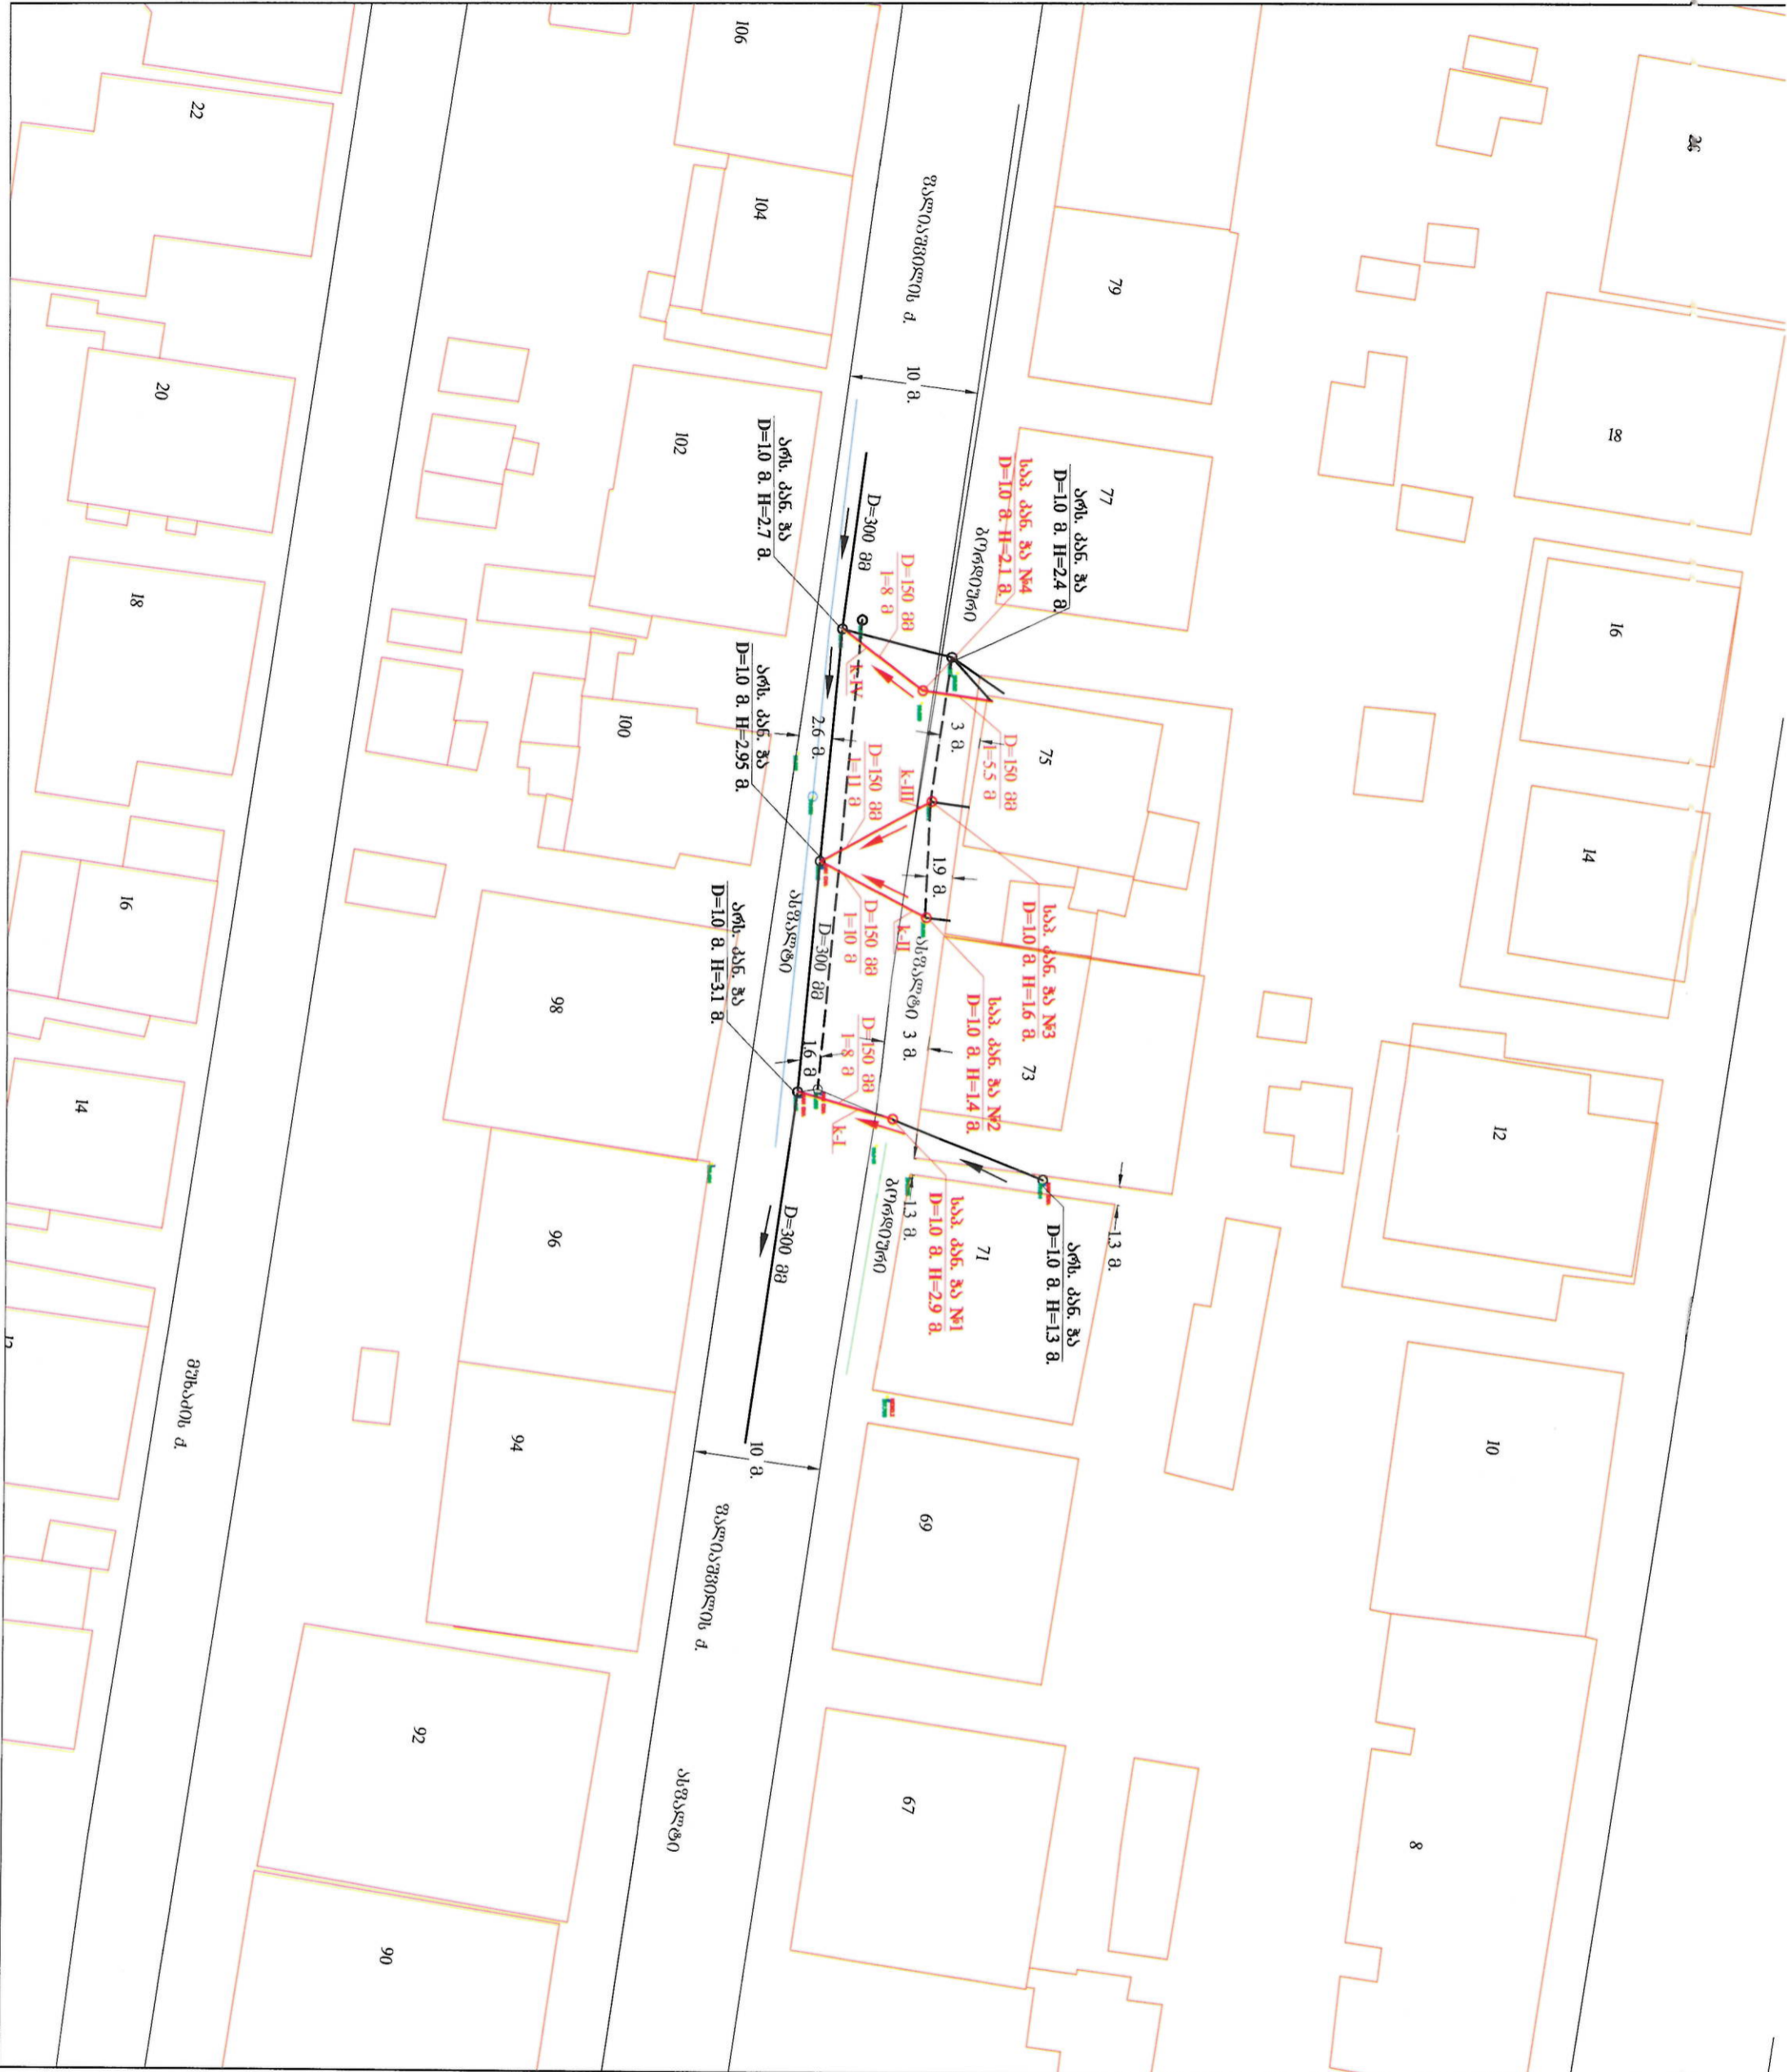 106
22
26
104
ფალიაშვილის ქ.
79
10 მ.
20
102
18
არს. კან. ჭა
D=1.0 მ. H=2.7 მ.
D=300 მმ
77
არს. კან. ჭა
D=1.0 მ. H=2.4 მ.
საპ. კან. ჭა №4
D=1.0 მ. H=2.1 მ.
ბორდიური
D=150 მმ
l=8 მ
k-IV
18
16
არს. კან. ჭა
D=1.0 მ. H=2.95 მ.
100
2.6 მ.
3 მ.
D=150 მმ
l=5.5 მ
75
D=150 მმ
l=11 მ
k-III
14
1.9 მ.
16
არს. კან. ჭა
D=1.0 მ. H=3.1 მ.
ასფალტი
D=300 მმ
D=150 მმ
l=10 მ
k-II
ასფალტი
3 მ.
საპ. კან. ჭა №3
D=1.0 მ. H=1.6 მ.
საპ. კან. ჭა №2
D=1.0 მ. H=1.4 მ.
73
98
1.6 მ
D=150 მმ
l=8 მ
k-I
14
12
96
D=300 მმ
ბორდიური
1.3 მ.
71
საპ. კან. ჭა №1
D=1.0 მ. H=2.9 მ.
არს. კან. ჭა
D=1.0 მ. H=1.3 მ.
1.3 მ.
12
მუხაძის ქ.
94
10 მ.
10
ფალიაშვილის ქ.
69
92
ასფალტი
67
8
90